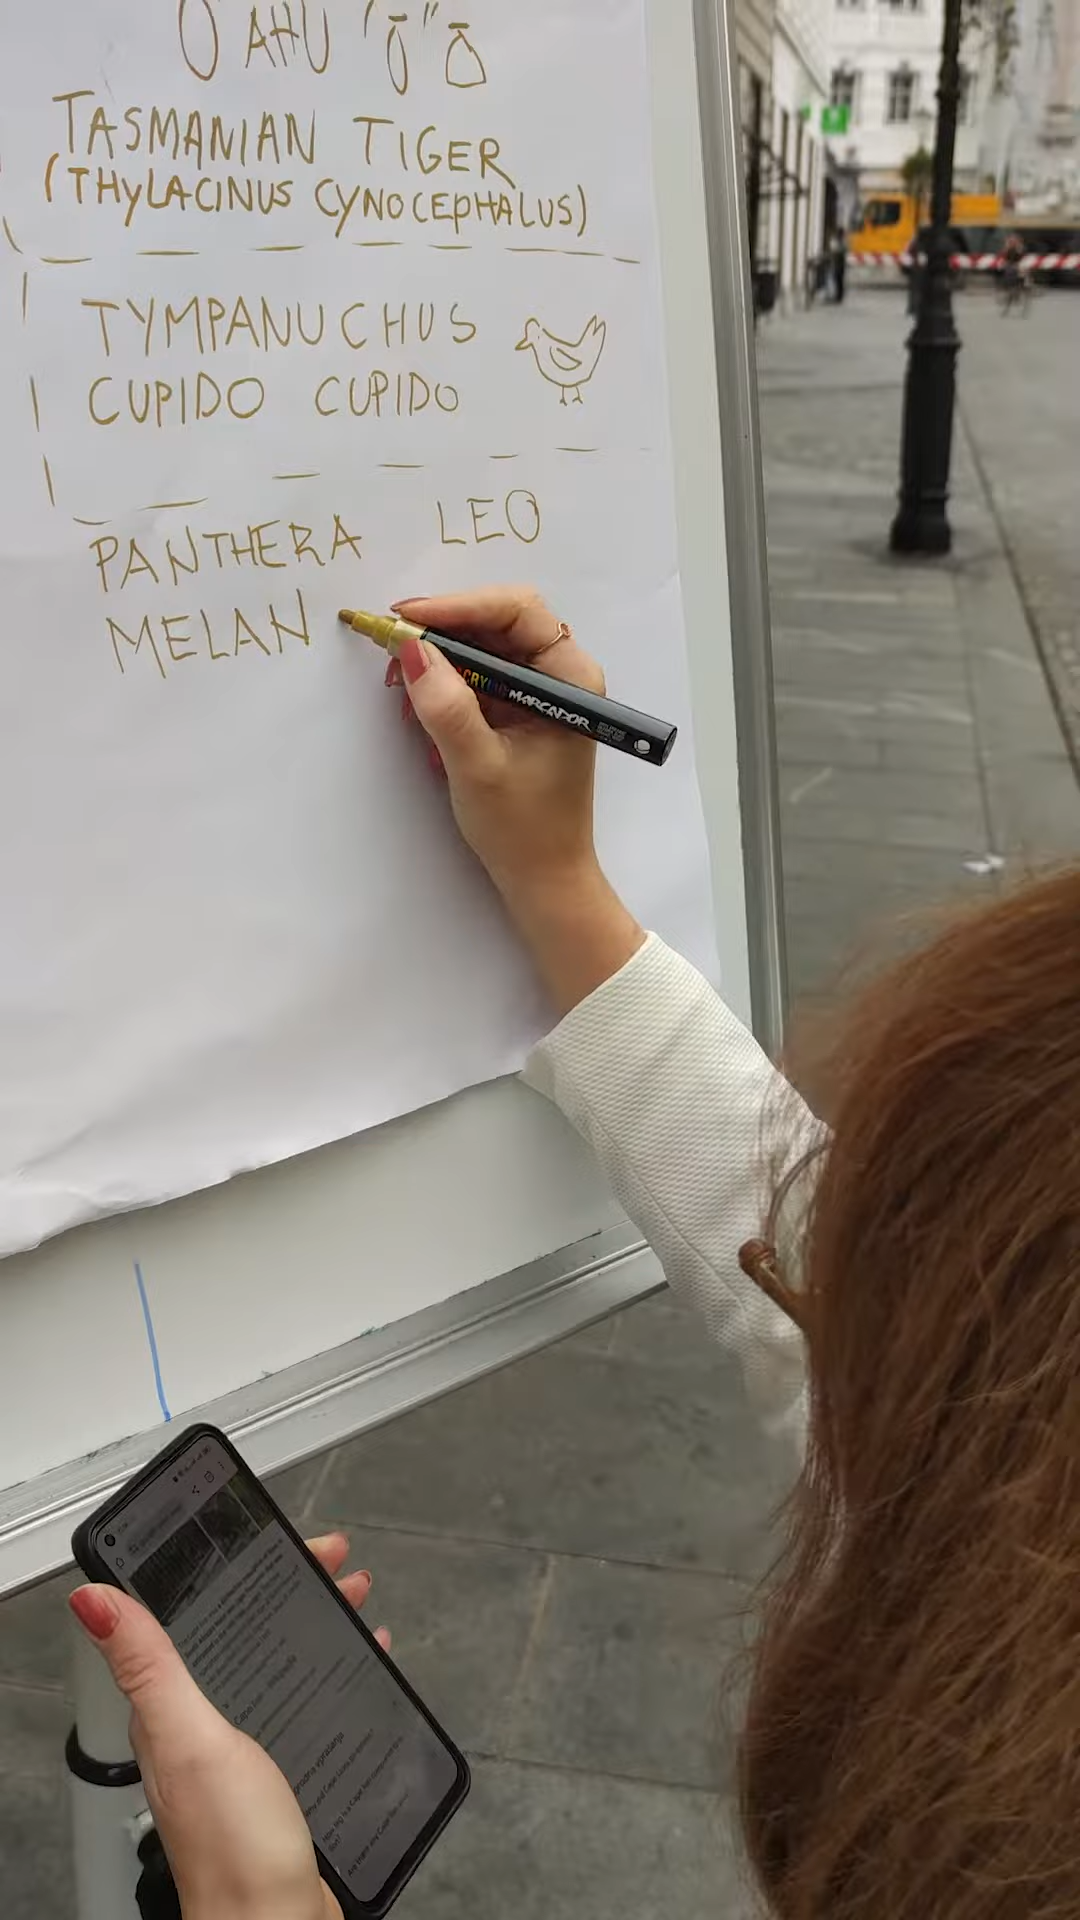 O'AHU 'Ō'Ō
TASMANIAN TIGER
(THYLACINUS CYNOCEPHALUS)
TYMPANUCHUS
CUPIDO CUPIDO
PANTHERA LEO
MELAN
ACRYLIC MARCADOR